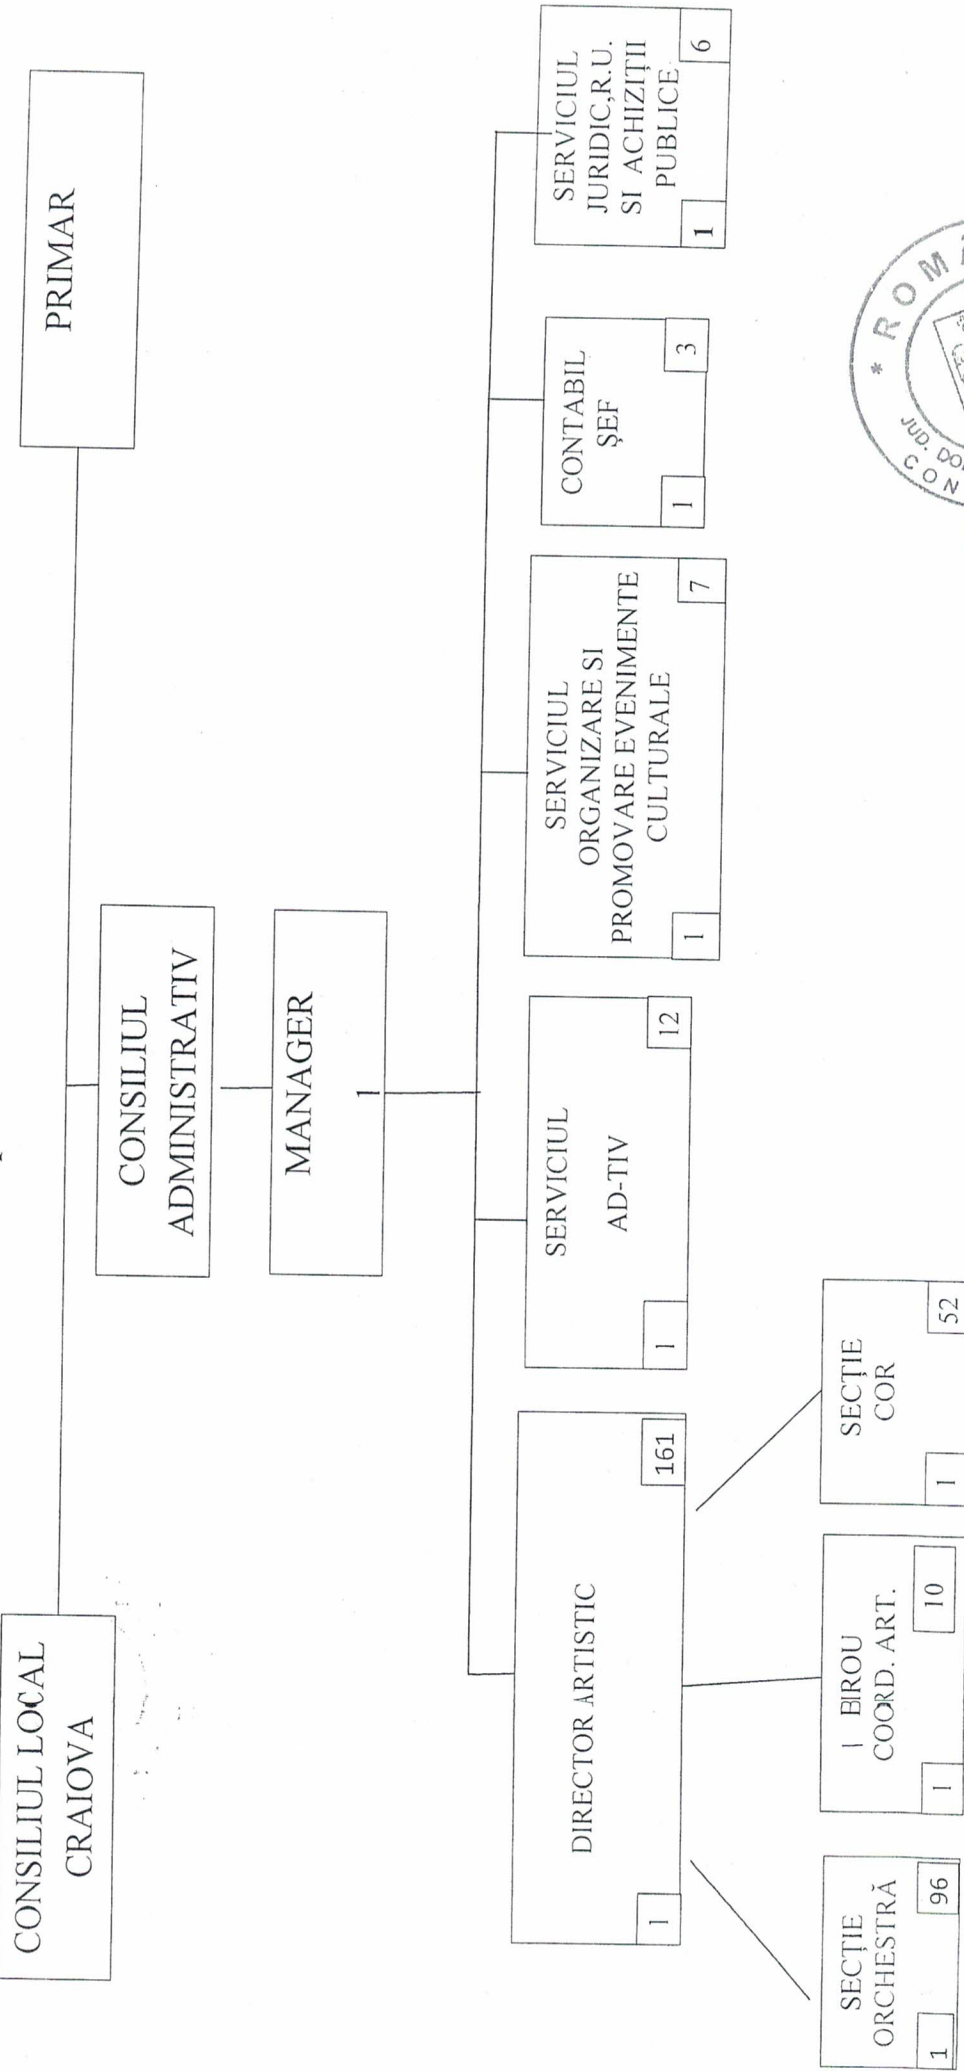 CONSILIUL LOCAL
CRAIOVA
PRIMAR
CONSILIUL
ADMINISTRATIV
MANAGER
1
DIRECTOR ARTISTIC
1
161
SERVICIUL
AD-TIV
1
12
SERVICIUL
ORGANIZARE SI
PROMOVARE EVENIMENTE
CULTURALE
1
7
CONTABIL
ȘEF
1
3
SERVICIUL
JURIDIC,R.U.
SI ACHIZIȚII
PUBLICE
1
6
SECȚIE
ORCHESTRĂ
1
96
BIROU
COORD. ART.
1
10
SECȚIE
COR
1
52
* ROM
JUD. DO
CON